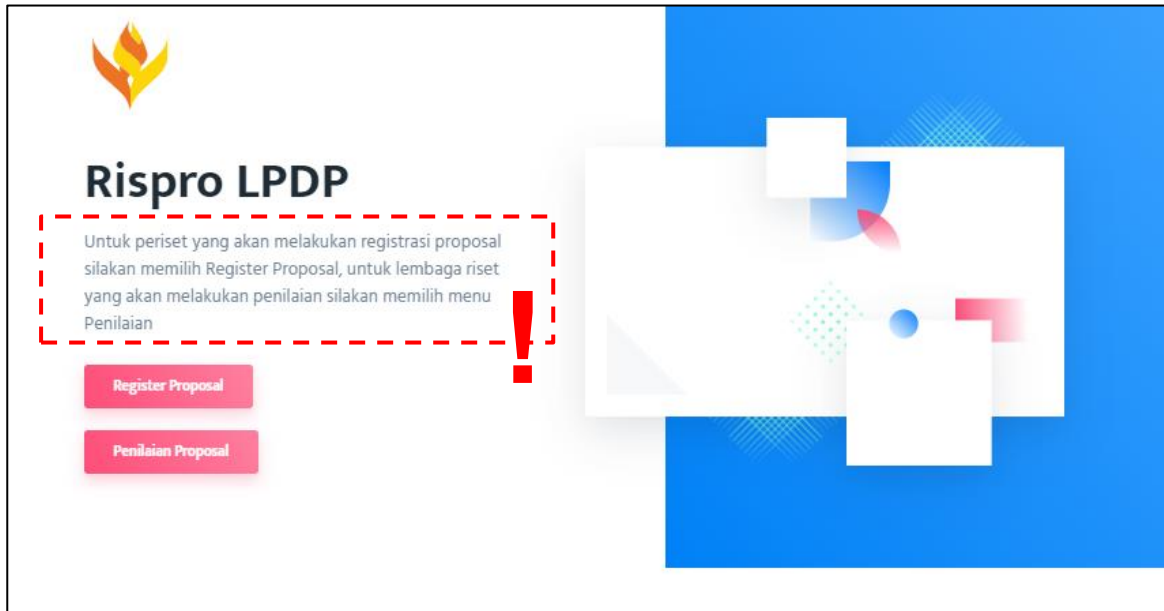 Rispro LPDP
Untuk periset yang akan melakukan registrasi proposal
silakan memilih Register Proposal, untuk lembaga riset
yang akan melakukan penilaian silakan memilih menu
Penilaian
!
Register Proposal
Penilaian Proposal